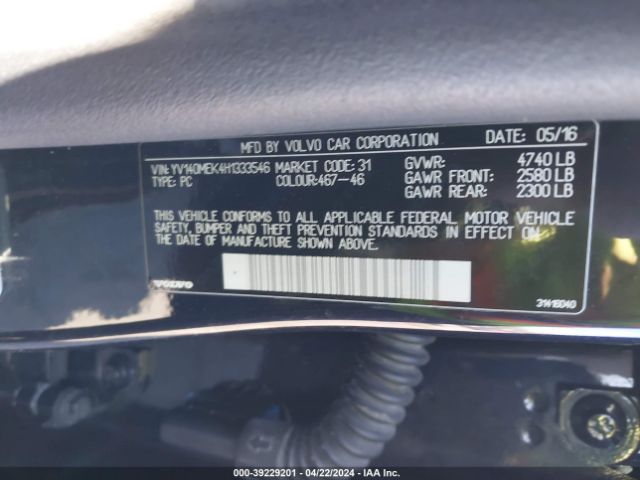 MFD BY VOLVO CAR CORPORATION DATE: 05/16
VIN: YV140MEK4H1333546 MARKET CODE: 31 GVWR: 4740 LB
TYPE: PC COLOUR:467-46 GAWR FRONT: 2580 LB
GAWR REAR: 2300 LB
THIS VEHICLE CONFORMS TO ALL APPLICABLE FEDERAL MOTOR VEHICLE
SAFETY, BUMPER AND THEFT PREVENTION STANDARDS IN EFFECT ON
THE DATE OF MANUFACTURE SHOWN ABOVE.
VOLVO
31415040
000-39229201 - 04/22/2024 - IAA Inc.